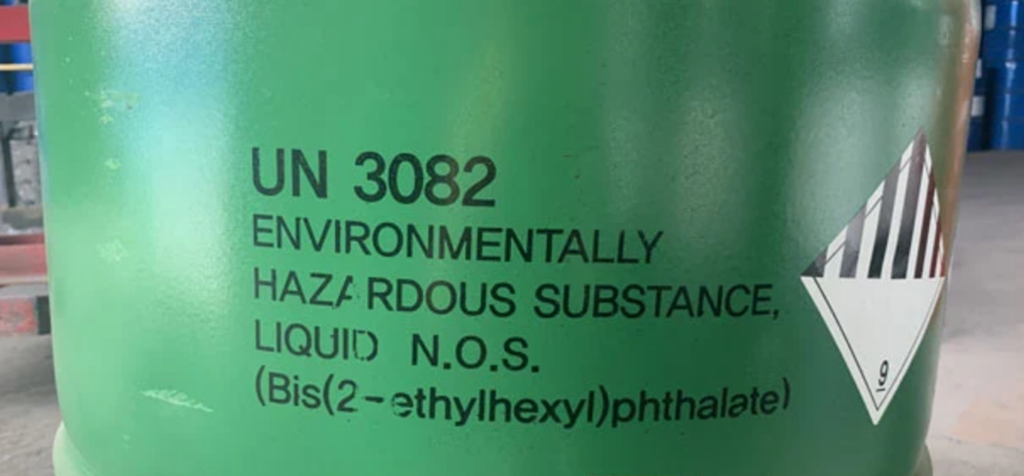 UN 3082
ENVIRONMENTALLY
HAZARDOUS SUBSTANCE,
LIQUID N.O.S.
(Bis(2-ethylhexyl)phthalate)
9